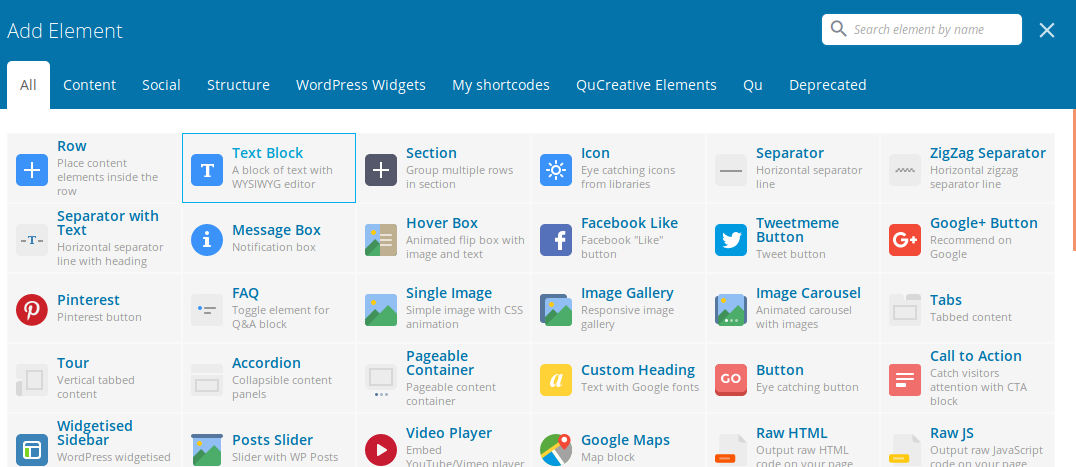 Add Element
Search element by name
All Content Social Structure WordPress Widgets My shortcodes QuCreative Elements Qu Deprecated
Row
Place content
elements inside the
row
T
Text Block
A block of text with
WYSIWYG editor
Section
Group multiple rows
in section
Icon
Eye catching icons
from libraries
Separator
Horizontal separator
line
ZigZag Separator
Horizontal zigzag
separator line
T
Separator with
Text
Horizontal separator
line with heading
i
Message Box
Notification box
Hover Box
Animated flip box with
image and text
f
Facebook Like
Facebook "Like"
button
Tweetmeme
Button
Tweet button
G+
Google+ Button
Recommend on
Google
Pinterest
Pinterest button
FAQ
Toggle element for
Q&A block
Single Image
Simple image with CSS
animation
Image Gallery
Responsive image
gallery
Image Carousel
Animated carousel
with images
Tabs
Tabbed content
Tour
Vertical tabbed
content
Accordion
Collapsible content
panels
Pageable
Container
Pageable content
container
a
Custom Heading
Text with Google fonts
GO
Button
Eye catching button
Call to Action
Catch visitors
attention with CTA
block
Widgetised
Sidebar
WordPress widgetised
Posts Slider
Slider with WP Posts
Video Player
Embed
YouTube/Vimeo player
Google Maps
Map block
Raw HTML
Output raw HTML
code on your page
Raw JS
Output raw JavaScript
code on your page